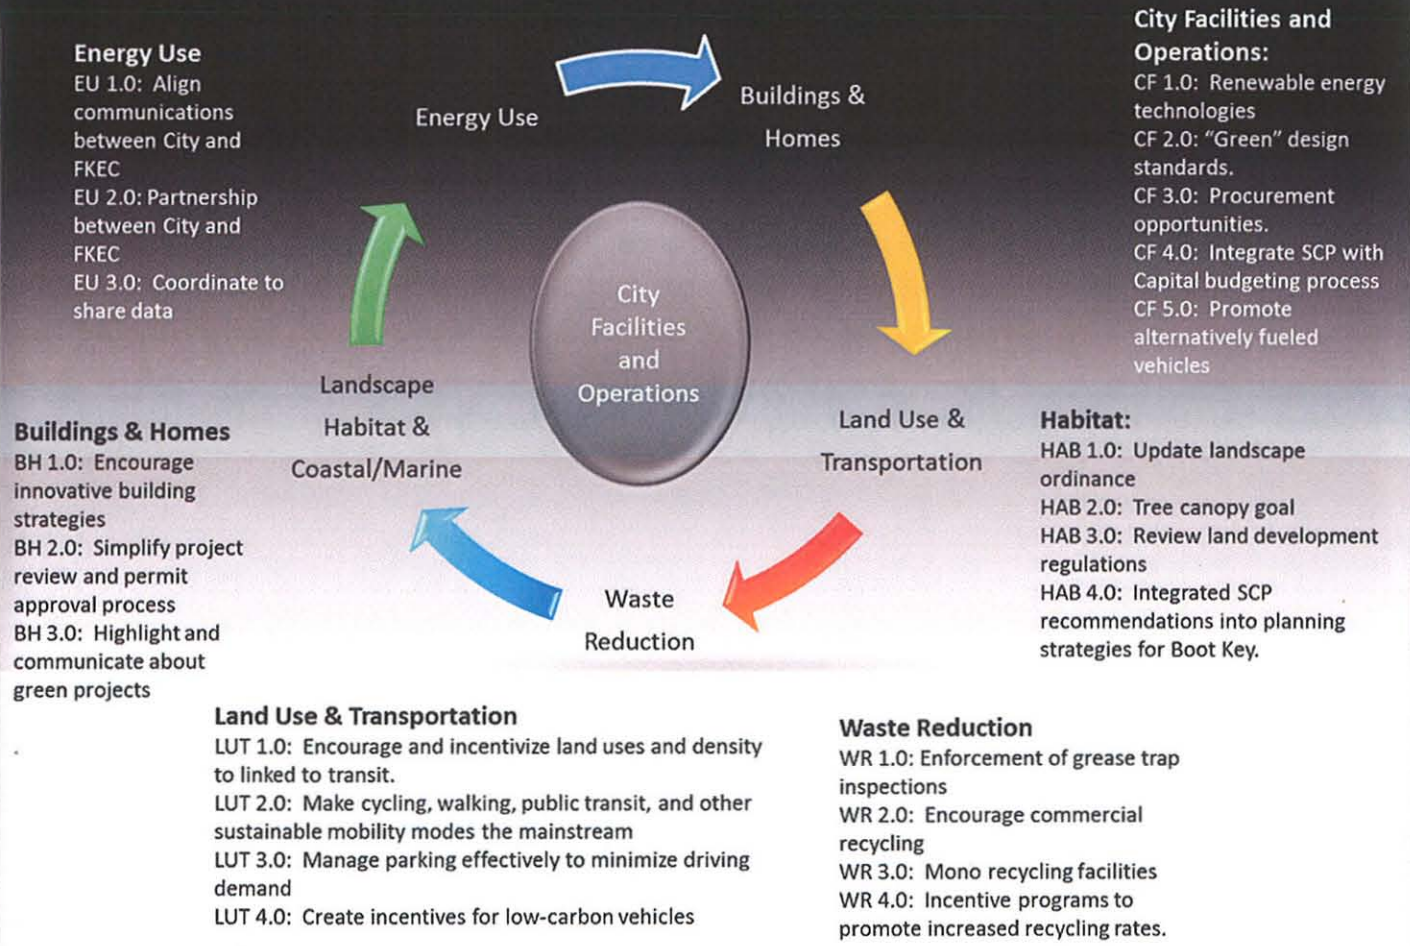 Energy Use
EU 1.0: Align
communications
between City and
FKEC
EU 2.0: Partnership
between City and
FKEC
EU 3.0: Coordinate to
share data
Energy Use
Buildings &
Homes
City Facilities and
Operations:
CF 1.0: Renewable energy
technologies
CF 2.0: “Green” design
standards.
CF 3.0: Procurement
opportunities.
CF 4.0: Integrate SCP with
Capital budgeting process
CF 5.0: Promote
alternatively fueled
vehicles
City
Facilities
and
Operations
Landscape
Habitat &
Coastal/Marine
Land Use &
Transportation
Waste
Reduction
Buildings & Homes
BH 1.0: Encourage
innovative building
strategies
BH 2.0: Simplify project
review and permit
approval process
BH 3.0: Highlight and
communicate about
green projects
Habitat:
HAB 1.0: Update landscape
ordinance
HAB 2.0: Tree canopy goal
HAB 3.0: Review land development
regulations
HAB 4.0: Integrated SCP
recommendations into planning
strategies for Boot Key.
Land Use & Transportation
LUT 1.0: Encourage and incentivize land uses and density
to linked to transit.
LUT 2.0: Make cycling, walking, public transit, and other
sustainable mobility modes the mainstream
LUT 3.0: Manage parking effectively to minimize driving
demand
LUT 4.0: Create incentives for low-carbon vehicles
Waste Reduction
WR 1.0: Enforcement of grease trap
inspections
WR 2.0: Encourage commercial
recycling
WR 3.0: Mono recycling facilities
WR 4.0: Incentive programs to
promote increased recycling rates.